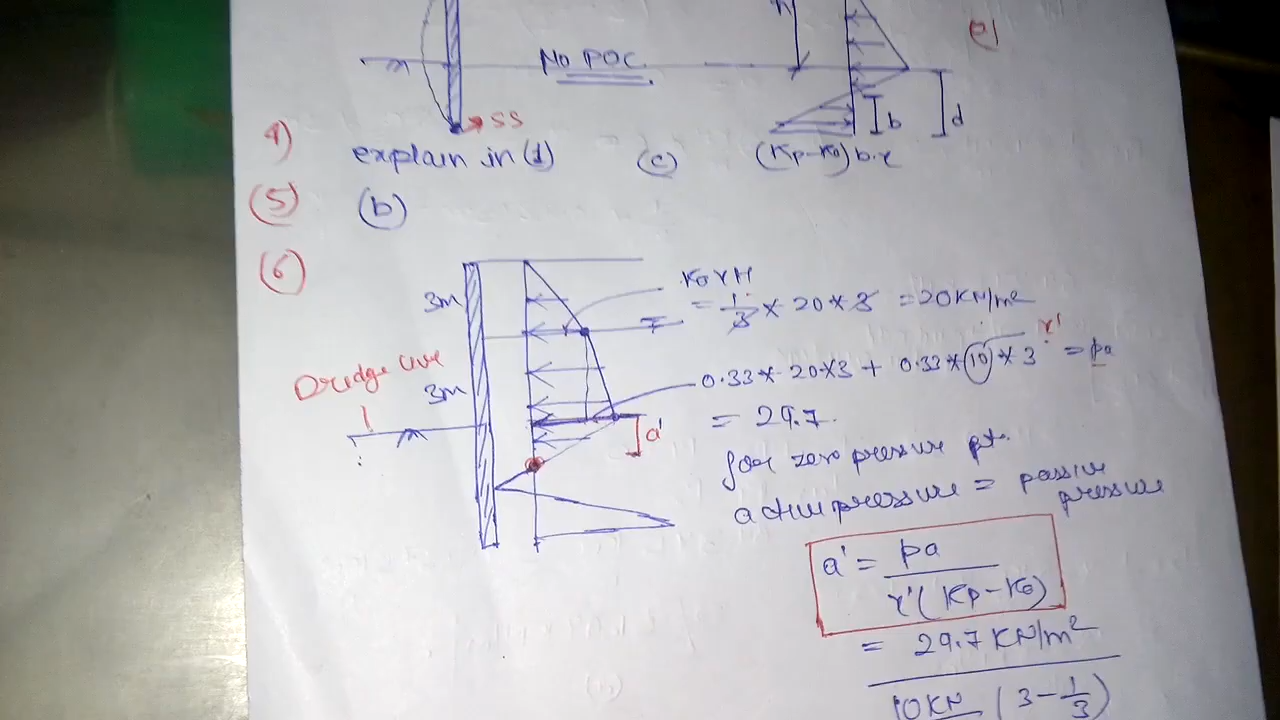 e)
No POC.
SS
b
d
4) explain in (d) (c) (Kp-Ka) b.r
(5) (b)
(6)
3m
Ka γ H
= 1/3 * 20 * 3 = 20 KN/m²
Dredge line
3m
0.33 * 20 * 3 + 0.33 * (10) * 3 = pa
γ'
a'
= 29.7
for zero pressure pt.
active pressure = passive pressure
a' = pa / γ'(Kp-Ka)
= 29.7 KN/m²
10 KN (3 - 1/3)